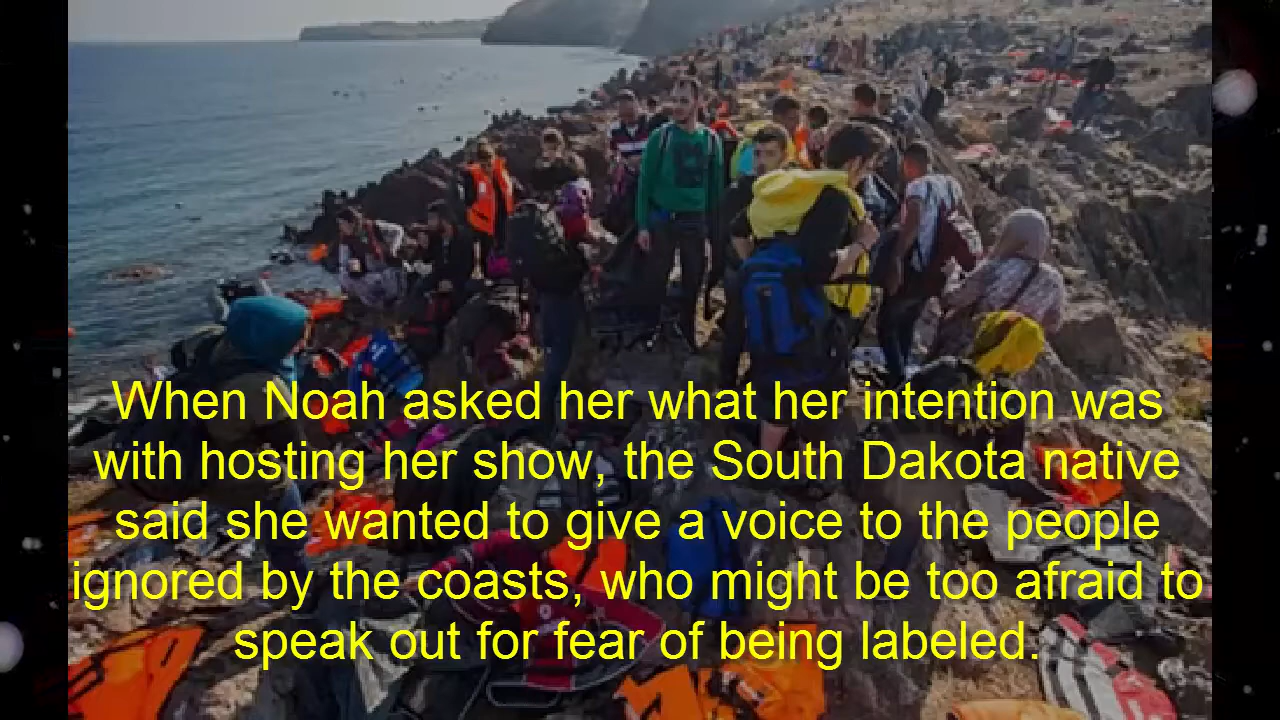 When Noah asked her what her intention was
with hosting her show, the South Dakota native
said she wanted to give a voice to the people
ignored by the coasts, who might be too afraid to
speak out for fear of being labeled.